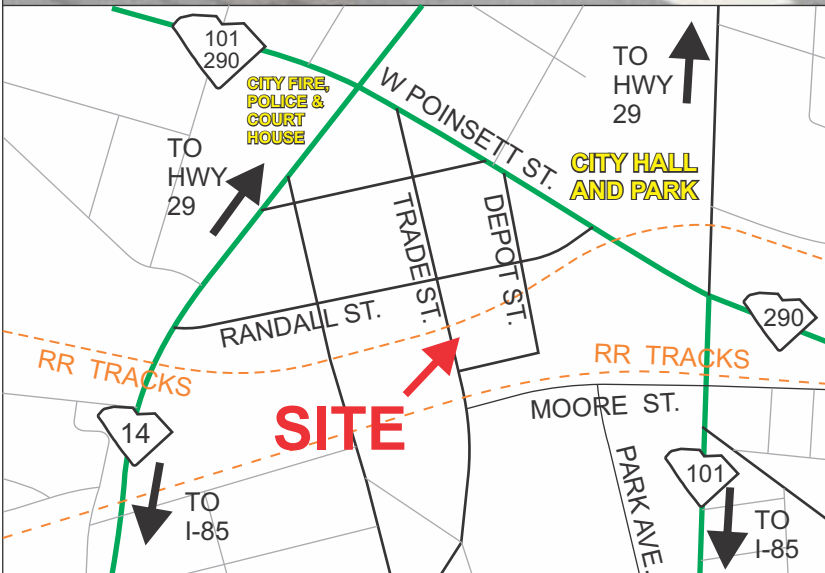 101
290
CITY FIRE,
POLICE &
COURT
HOUSE
TO
HWY
29
W POINSETT ST.
TO
HWY
29
CITY HALL
AND PARK
TRADE ST.
DEPOT ST.
RANDALL ST.
290
RR TRACKS
RR TRACKS
SITE
MOORE ST.
14
TO
I-85
PARK AVE.
101
TO
I-85